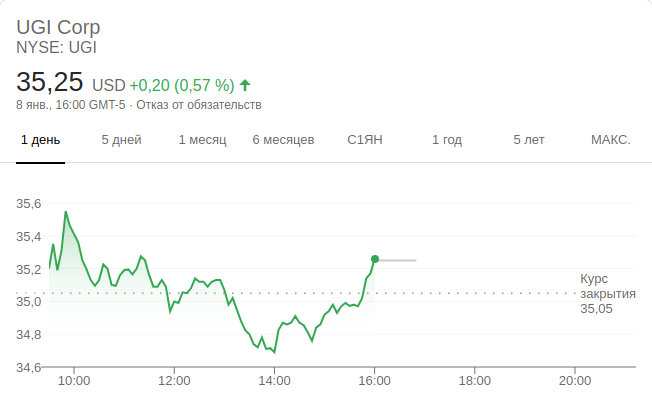 UGI Corp
NYSE: UGI
35,25 USD +0,20 (0,57 %)
8 янв., 16:00 GMT-5 · Отказ от обязательств
1 день 5 дней 1 месяц 6 месяцев С1ЯН 1 год 5 лет МАКС.
35,6
35,4
35,2
35,0
34,8
34,6
Курс
закрытия
35,05
10:00 12:00 14:00 16:00 18:00 20:00